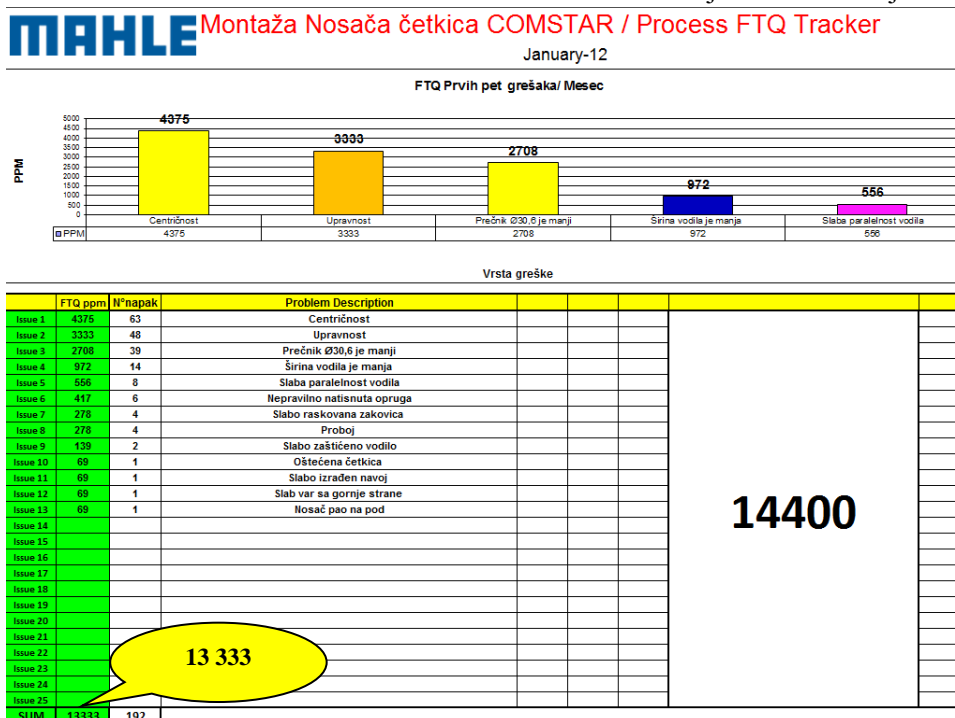 MAHLE Montaža Nosača četkica COMSTAR / Process FTQ Tracker
January-12
FTQ Prvih pet grešaka/ Mesec
PPM
5000
4500
4000
3500
3000
2500
2000
1500
1000
500
0
4375
3333
2708
972
556
Centričnost Upravnost Prečnik Ø30,6 je manji Širina vodila je manja Slaba paralelnost vodila
PPM 4375 3333 2708 972 556
Vrsta greške
FTQ ppm N°napak Problem Description
Issue 1 4375 63 Centričnost
Issue 2 3333 48 Upravnost
Issue 3 2708 39 Prečnik Ø30,6 je manji
Issue 4 972 14 Širina vodila je manja
Issue 5 556 8 Slaba paralelnost vodila
Issue 6 417 6 Nepravilno natisnuta opruga
Issue 7 278 4 Slabo raskovana zakovica
Issue 8 278 4 Proboj
Issue 9 139 2 Slabo zaštićeno vodilo
Issue 10 69 1 Oštećena četkica
Issue 11 69 1 Slabo izrađen navoj
Issue 12 69 1 Slab var sa gornje strane
Issue 13 69 1 Nosač pao na pod
14400
Issue 14
Issue 15
Issue 16
Issue 17
Issue 18
Issue 19
Issue 20
Issue 21
Issue 22
13 333
Issue 23
Issue 24
Issue 25
SUM 13333 192